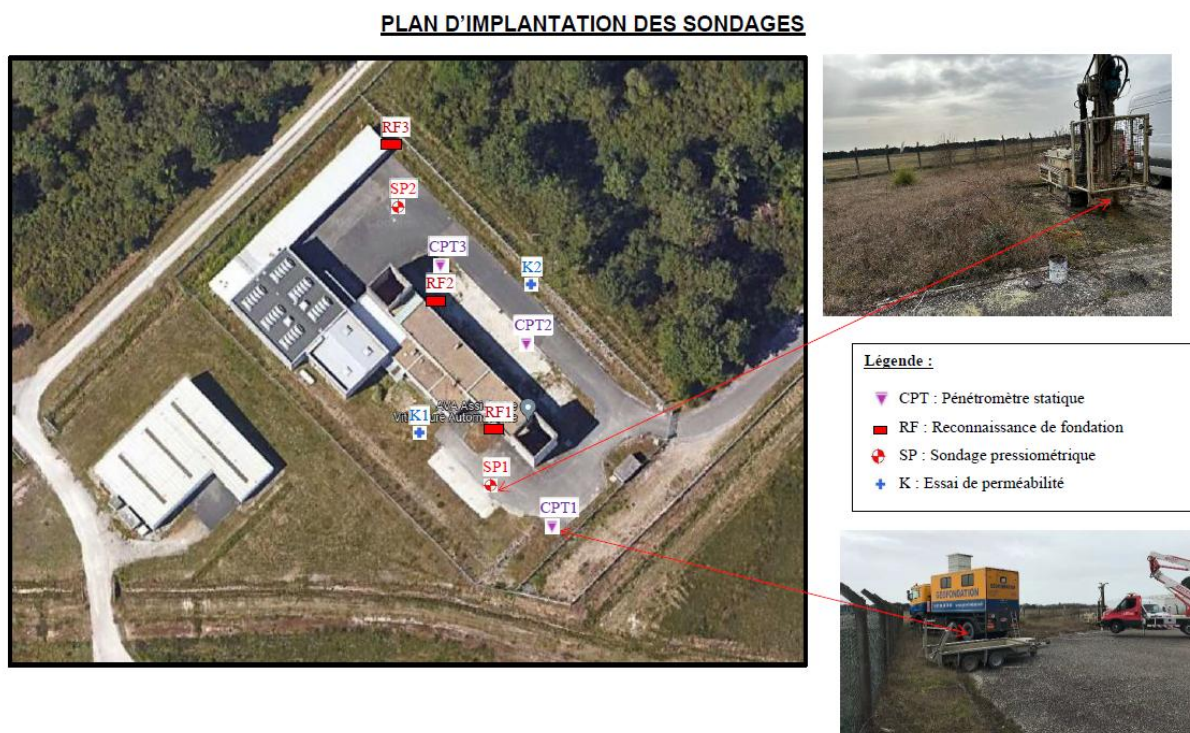 PLAN D'IMPLANTATION DES SONDAGES
RF3
SP2
CPT3
K2
RF2
CPT2
K1
RF1
SP1
CPT1
Légende :
CPT : Pénétromètre statique
RF : Reconnaissance de fondation
SP : Sondage pressiométrique
K : Essai de perméabilité
GEOFONDATION